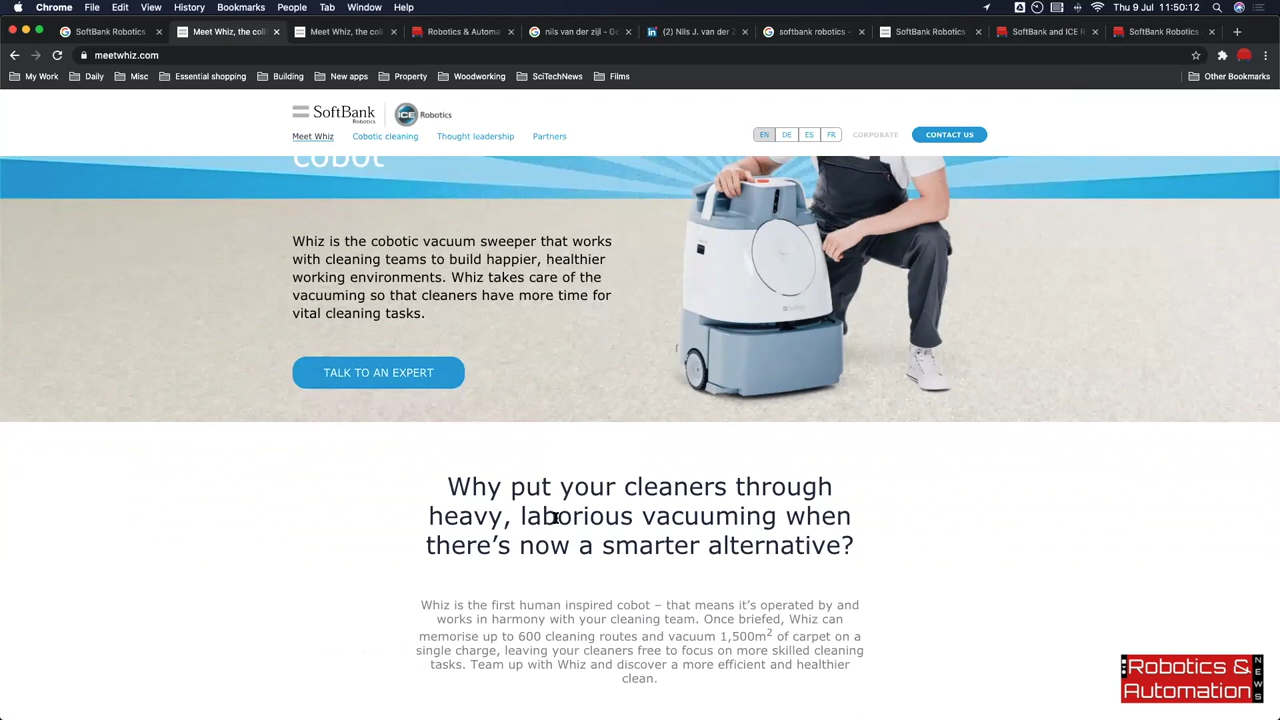 Chrome File Edit View History Bookmarks People Tab Window Help Thu 9 Jul 11:50:12
SoftBank Robotics Meet Whiz, the coll Meet Whiz, the col Robotics & Automa nils van der zijl - Go (2) Nils J. van der Z softbank robotics - SoftBank Robotics SoftBank and ICE R SoftBank Robotics
meetwhiz.com
My Work Daily Misc Essential shopping Building New apps Property Woodworking SciTechNews Films Other Bookmarks
SoftBank Robotics ICE Robotics
Meet Whiz Cobotic cleaning Thought leadership Partners EN DE ES FR CORPORATE CONTACT US
cobot
Whiz is the cobotic vacuum sweeper that works
with cleaning teams to build happier, healthier
working environments. Whiz takes care of the
vacuuming so that cleaners have more time for
vital cleaning tasks.
TALK TO AN EXPERT
Why put your cleaners through
heavy, laborious vacuuming when
there's now a smarter alternative?
Whiz is the first human inspired cobot – that means it's operated by and
works in harmony with your cleaning team. Once briefed, Whiz can
memorise up to 600 cleaning routes and vacuum 1,500m² of carpet on a
single charge, leaving your cleaners free to focus on more skilled cleaning
tasks. Team up with Whiz and discover a more efficient and healthier
clean.
Robotics &
Automation
NEWS